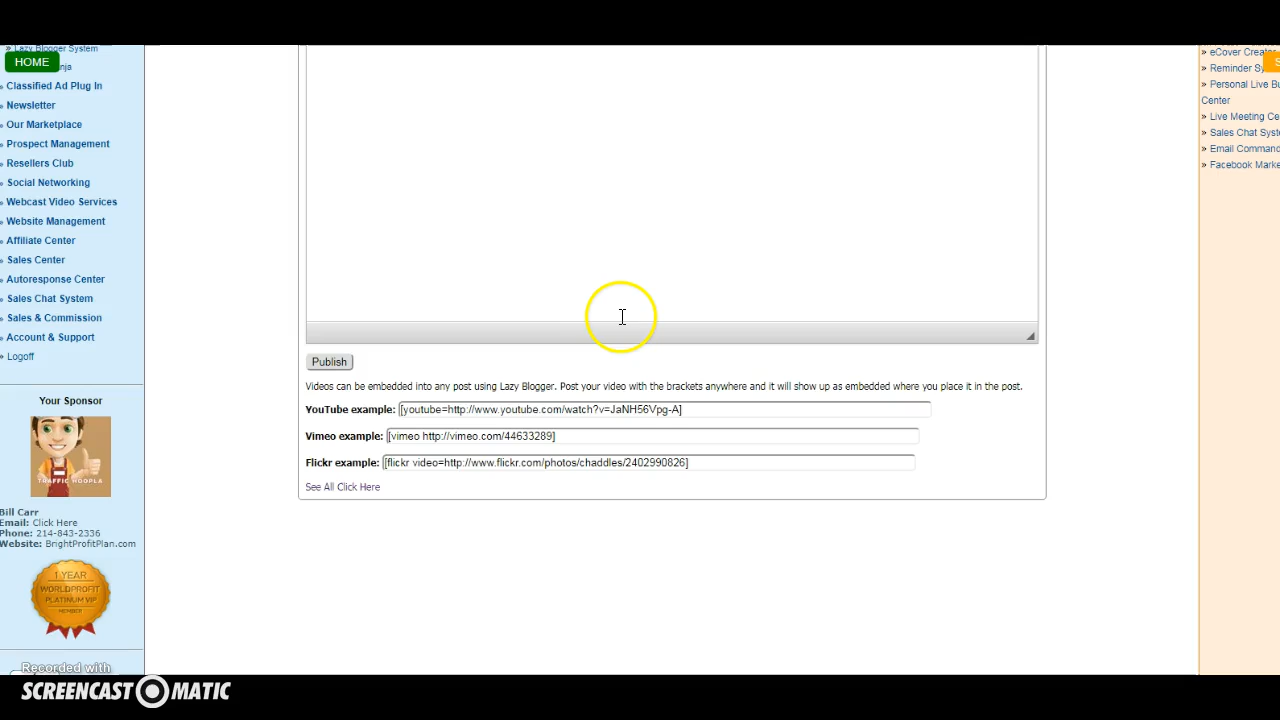 » Lazy Blogger System
HOME
nja
» Classified Ad Plug In
» Newsletter
» Our Marketplace
» Prospect Management
» Resellers Club
» Social Networking
» Webcast Video Services
» Website Management
» Affiliate Center
» Sales Center
» Autoresponse Center
» Sales Chat System
» Sales & Commission
» Account & Support
» Logoff
Your Sponsor
TRAFFIC HOOPLA
Bill Carr
Email: Click Here
Phone: 214-843-2336
Website: BrightProfitPlan.com
1 YEAR
WORLDPROFIT
PLATINUM VIP
MEMBER
Recorded with
SCREENCAST MATIC
Publish
Videos can be embedded into any post using Lazy Blogger. Post your video with the brackets anywhere and it will show up as embedded where you place it in the post.
YouTube example: [youtube=http://www.youtube.com/watch?v=JaNH56Vpg-A]
Vimeo example: [vimeo http://vimeo.com/44633289]
Flickr example: [flickr video=http://www.flickr.com/photos/chaddles/2402990826]
See All Click Here
» eCover Creator
» Reminder Sy
S
» Personal Live Bu
Center
» Live Meeting Ce
» Sales Chat Syst
» Email Command
» Facebook Marke